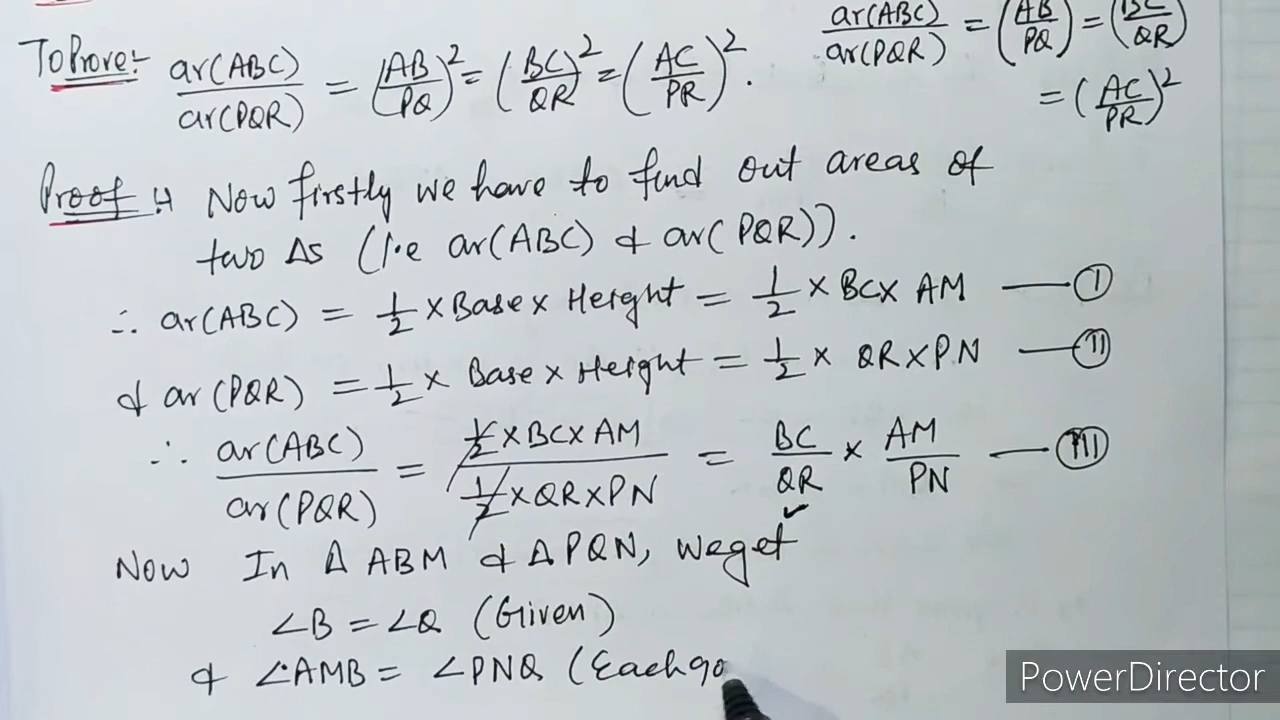 To Prove:- ar(ABC)/ar(PQR) = (AB/PQ)² = (BC/QR)² = (AC/PR)².
ar(ABC)/ar(PQR) = (AB/PQ) = (BC/QR)
= (AC/PR)²
Proof :- Now firstly we have to find out areas of
two Δs (i.e ar(ABC) & ar(PQR)).
∴ ar(ABC) = 1/2 × Base × Height = 1/2 × BC × AM — (I)
& ar(PQR) = 1/2 × Base × Height = 1/2 × QR × PN — (II)
∴ ar(ABC)/ar(PQR) = (1/2 × BC × AM)/(1/2 × QR × PN) = BC/QR × AM/PN — (III)
Now In Δ ABM & Δ PQN, we get
∠B = ∠Q (Given)
& ∠AMB = ∠PNQ (Each 90
PowerDirector